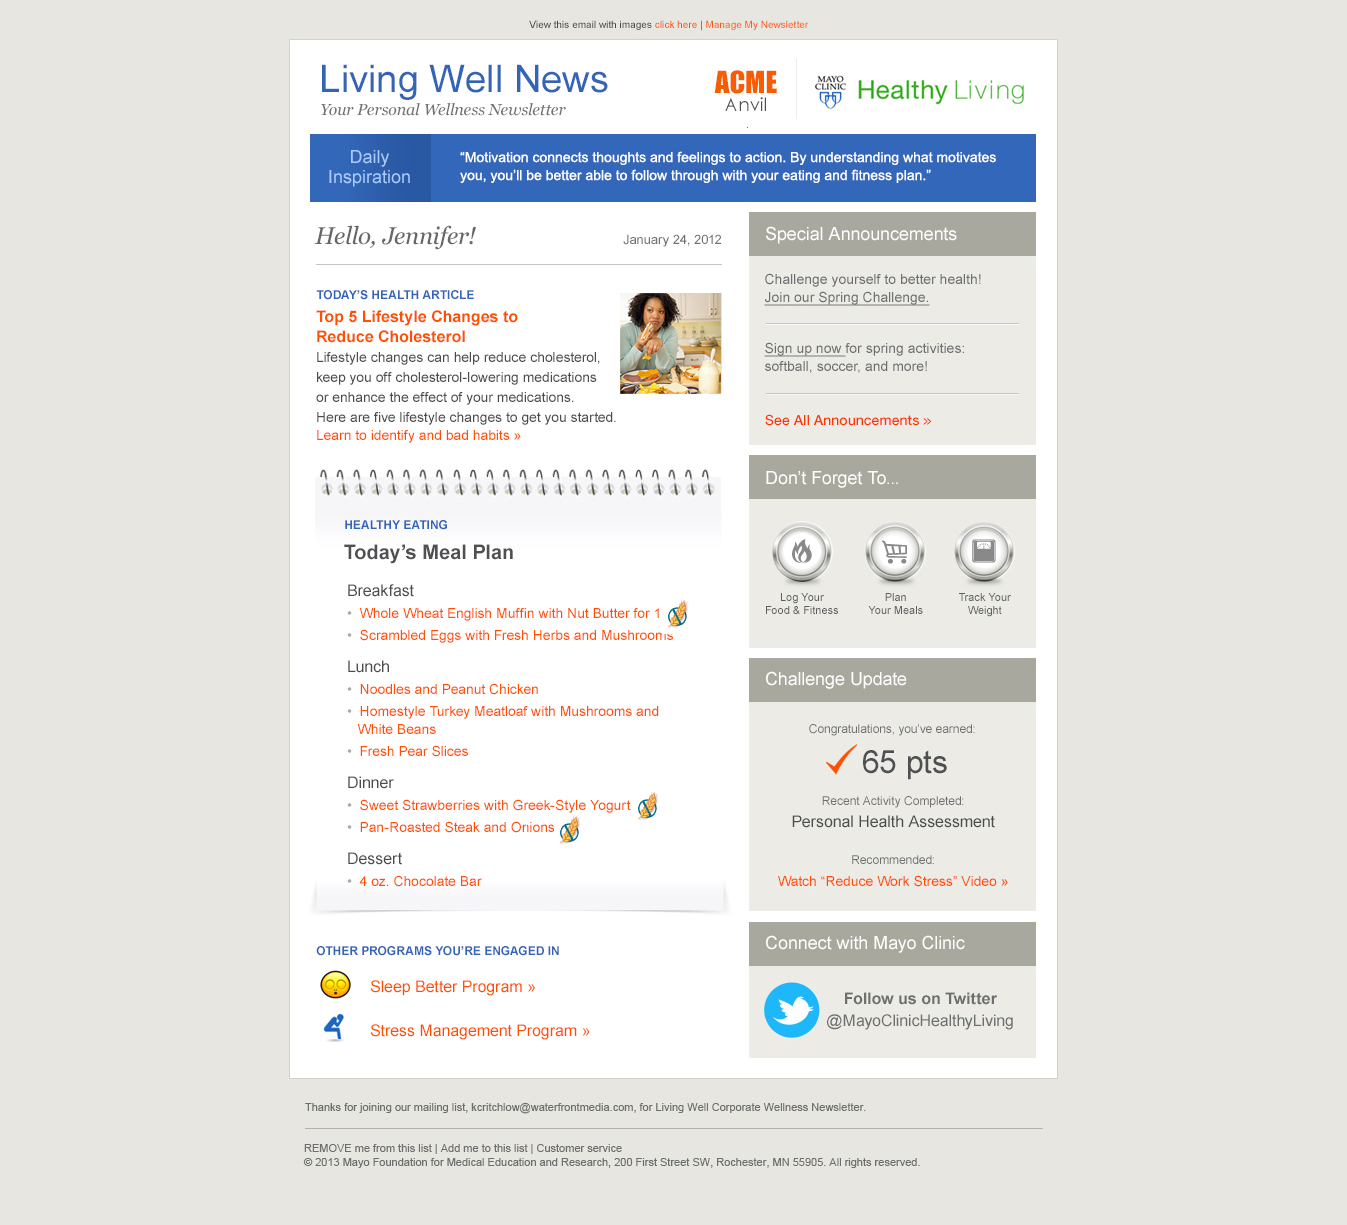 View this email with images click here | Manage My Newsletter
Living Well News
Your Personal Wellness Newsletter
ACME
Anvil
MAYO
CLINIC
Healthy Living
Daily
Inspiration
“Motivation connects thoughts and feelings to action. By understanding what motivates
you, you’ll be better able to follow through with your eating and fitness plan.”
Hello, Jennifer!
January 24, 2012
TODAY’S HEALTH ARTICLE
Top 5 Lifestyle Changes to
Reduce Cholesterol
Lifestyle changes can help reduce cholesterol,
keep you off cholesterol-lowering medications
or enhance the effect of your medications.
Here are five lifestyle changes to get you started.
Learn to identify and bad habits »
HEALTHY EATING
Today’s Meal Plan
Breakfast
• Whole Wheat English Muffin with Nut Butter for 1
• Scrambled Eggs with Fresh Herbs and Mushrooms
Lunch
• Noodles and Peanut Chicken
• Homestyle Turkey Meatloaf with Mushrooms and
White Beans
• Fresh Pear Slices
Dinner
• Sweet Strawberries with Greek-Style Yogurt
• Pan-Roasted Steak and Onions
Dessert
• 4 oz. Chocolate Bar
OTHER PROGRAMS YOU’RE ENGAGED IN
Sleep Better Program »
Stress Management Program »
Special Announcements
Challenge yourself to better health!
Join our Spring Challenge.
Sign up now for spring activities:
softball, soccer, and more!
See All Announcements »
Don’t Forget To...
Log Your
Food & Fitness
Plan
Your Meals
Track Your
Weight
Challenge Update
Congratulations, you’ve earned:
65 pts
Recent Activity Completed:
Personal Health Assessment
Recommended:
Watch “Reduce Work Stress” Video »
Connect with Mayo Clinic
Follow us on Twitter
@MayoClinicHealthyLiving
Thanks for joining our mailing list, kcritchlow@waterfrontmedia.com, for Living Well Corporate Wellness Newsletter.
REMOVE me from this list | Add me to this list | Customer service
© 2013 Mayo Foundation for Medical Education and Research, 200 First Street SW, Rochester, MN 55905. All rights reserved.